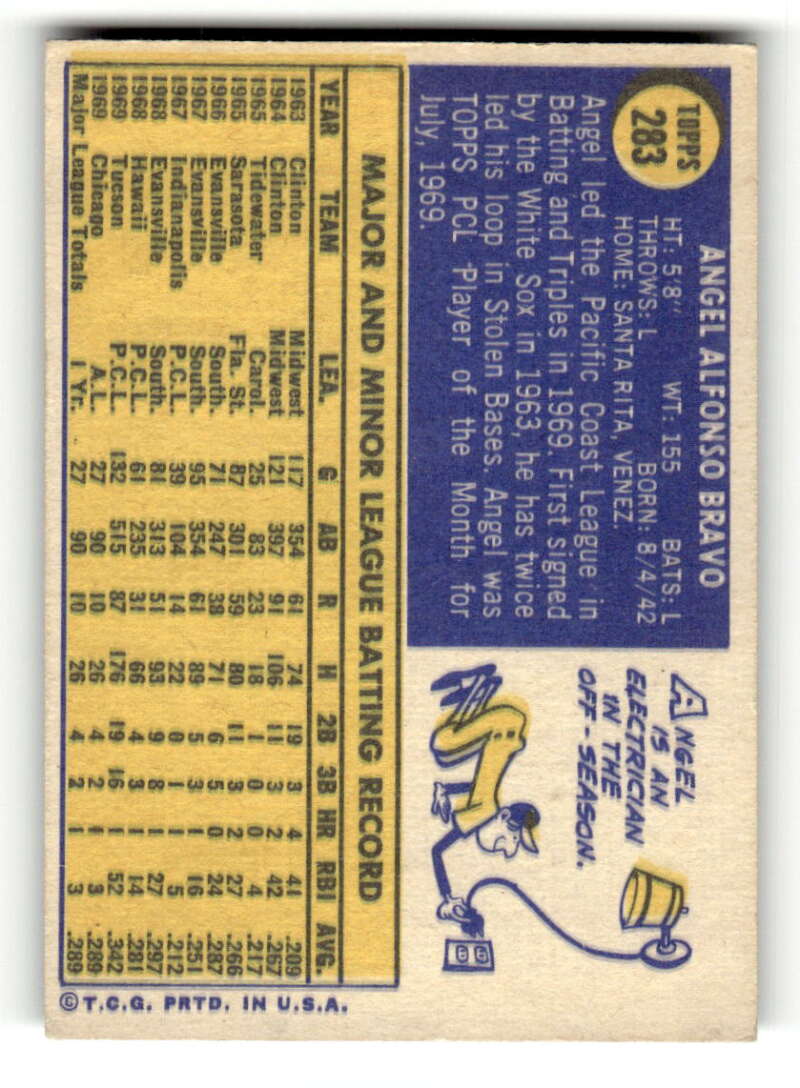 TOPPS
283
ANGEL ALFONSO BRAVO
HT: 5'8" WT: 155 BATS: L
THROWS: L BORN: 8/4/42
HOME: SANTA RITA, VENEZ.
Angel led the Pacific Coast League in
Batting and Triples in 1969. First signed
by the White Sox in 1963, he has twice
led his loop in Stolen Bases. Angel was
TOPPS PCL Player of the Month for
July, 1969.
ANGEL
IS AN
ELECTRICIAN
IN THE
OFF-SEASON.
MAJOR AND MINOR LEAGUE BATTING RECORD
YEAR TEAM LEA. G AB R H 2B 3B HR RBI AVG.
1963 Clinton Midwest 117 354 61 74 19 3 4 41 .209
1964 Clinton Midwest 121 397 91 106 11 3 2 42 .267
1965 Tidewater Carol. 25 83 23 18 1 0 0 4 .217
1965 Sarasota Fla. St. 87 301 59 80 11 3 2 27 .266
1966 Evansville South. 71 247 38 71 6 5 0 24 .287
1967 Evansville South. 95 354 61 89 5 3 1 16 .251
1967 Indianapolis P.C.L. 39 104 14 22 0 1 1 5 .212
1968 Evansville South. 81 313 51 93 9 8 1 27 .297
1968 Hawaii P.C.L. 61 235 31 66 4 3 1 14 .281
1969 Tucson P.C.L. 132 515 87 176 19 16 1 52 .342
1969 Chicago A.L. 27 90 10 26 4 2 1 3 .289
Major League Totals 1 Yr. 27 90 10 26 4 2 1 3 .289
© T.C.G. PRTD. IN U.S.A.